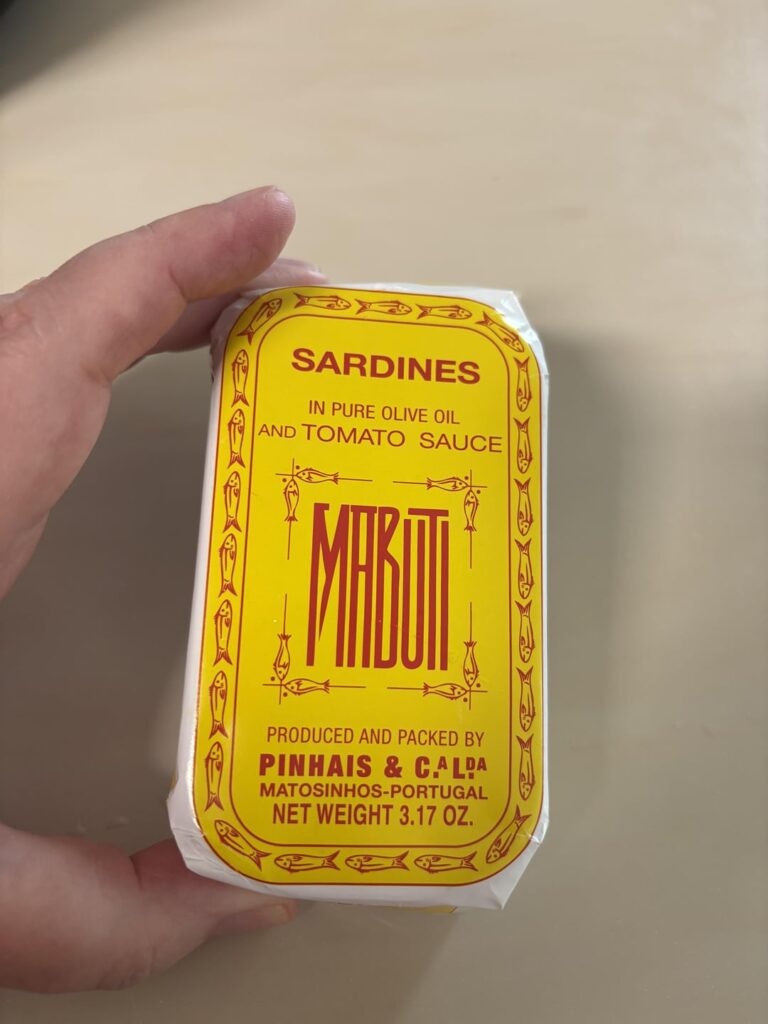 SARDINES
IN PURE OLIVE OIL
AND TOMATO SAUCE
MABUTI
PRODUCED AND PACKED BY
PINHAIS & C.ª L.ᴰᴬ
MATOSINHOS-PORTUGAL
NET WEIGHT 3.17 OZ.